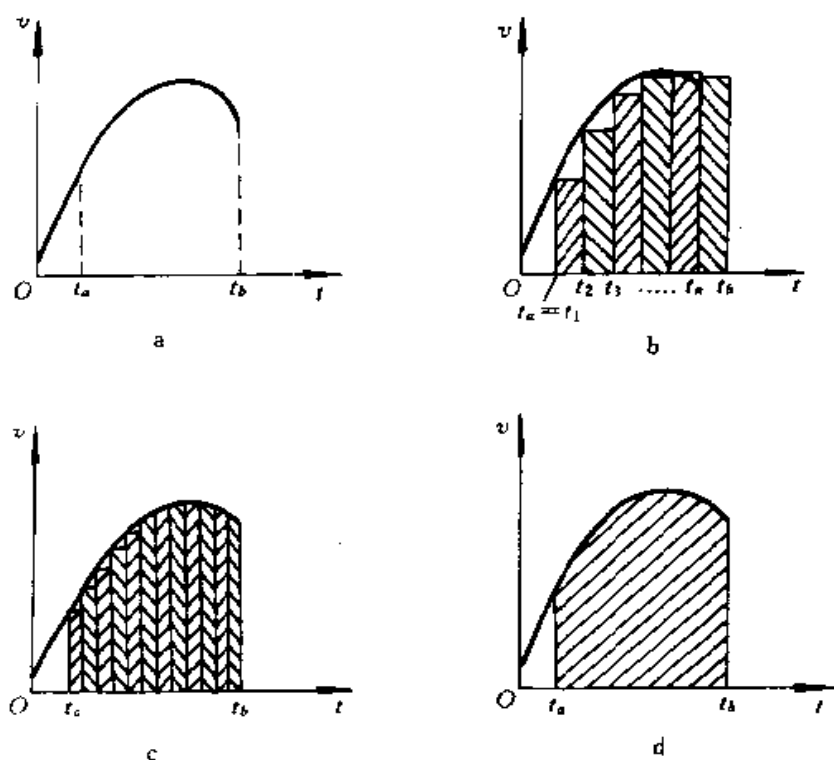 v
O t_a t_b t
a
v
O t_2 t_3 ..... t_n t_b t
t_a = t_1
b
v
O t_a t_b t
c
v
O t_a t_b t
d